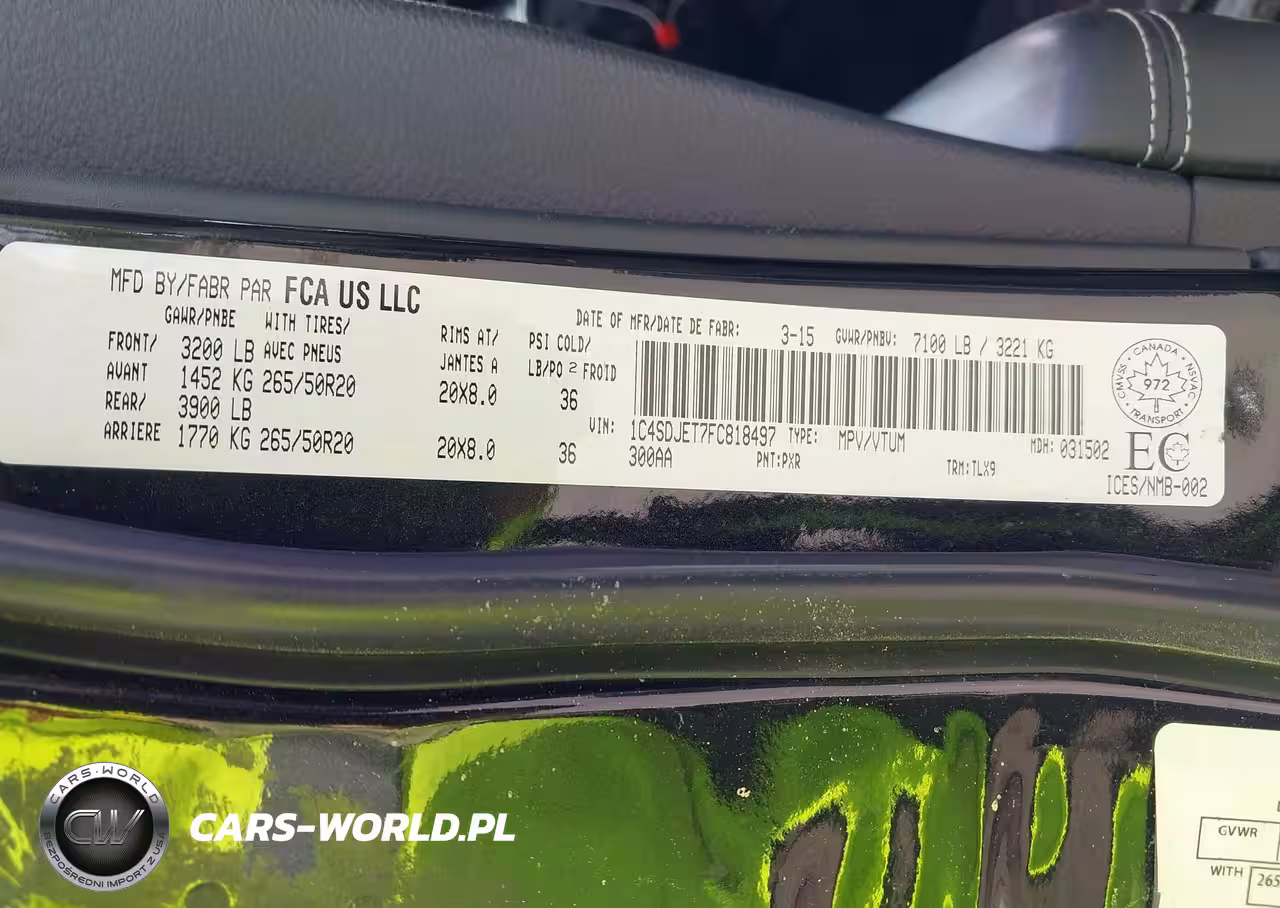 MFD BY/FABR PAR FCA US LLC
GAWR/PNBE WITH TIRES/ RIMS AT/ PSI COLD/
FRONT/ 3200 LB AVEC PNEUS JANTES A LB/PO 2 FROID
AVANT 1452 KG 265/50R20 20X8.0 36
REAR/ 3900 LB
ARRIERE 1770 KG 265/50R20 20X8.0 36
DATE OF MFR/DATE DE FABR: 3-15 GVWR/PNBV: 7100 LB / 3221 KG
VIN: 1C4SDJET7FC818497 TYPE: MPV/VTUM MDH: 031502
300AA PNT:PXR TRM:TLX9
CANADA
CMVSS 972 NSVAC
TRANSPORT
EC
ICES/NMB-002
GVWR
WITH 265
CARS-WORLD
CW
BEZPOŚREDNI IMPORT Z USA
CARS-WORLD.PL